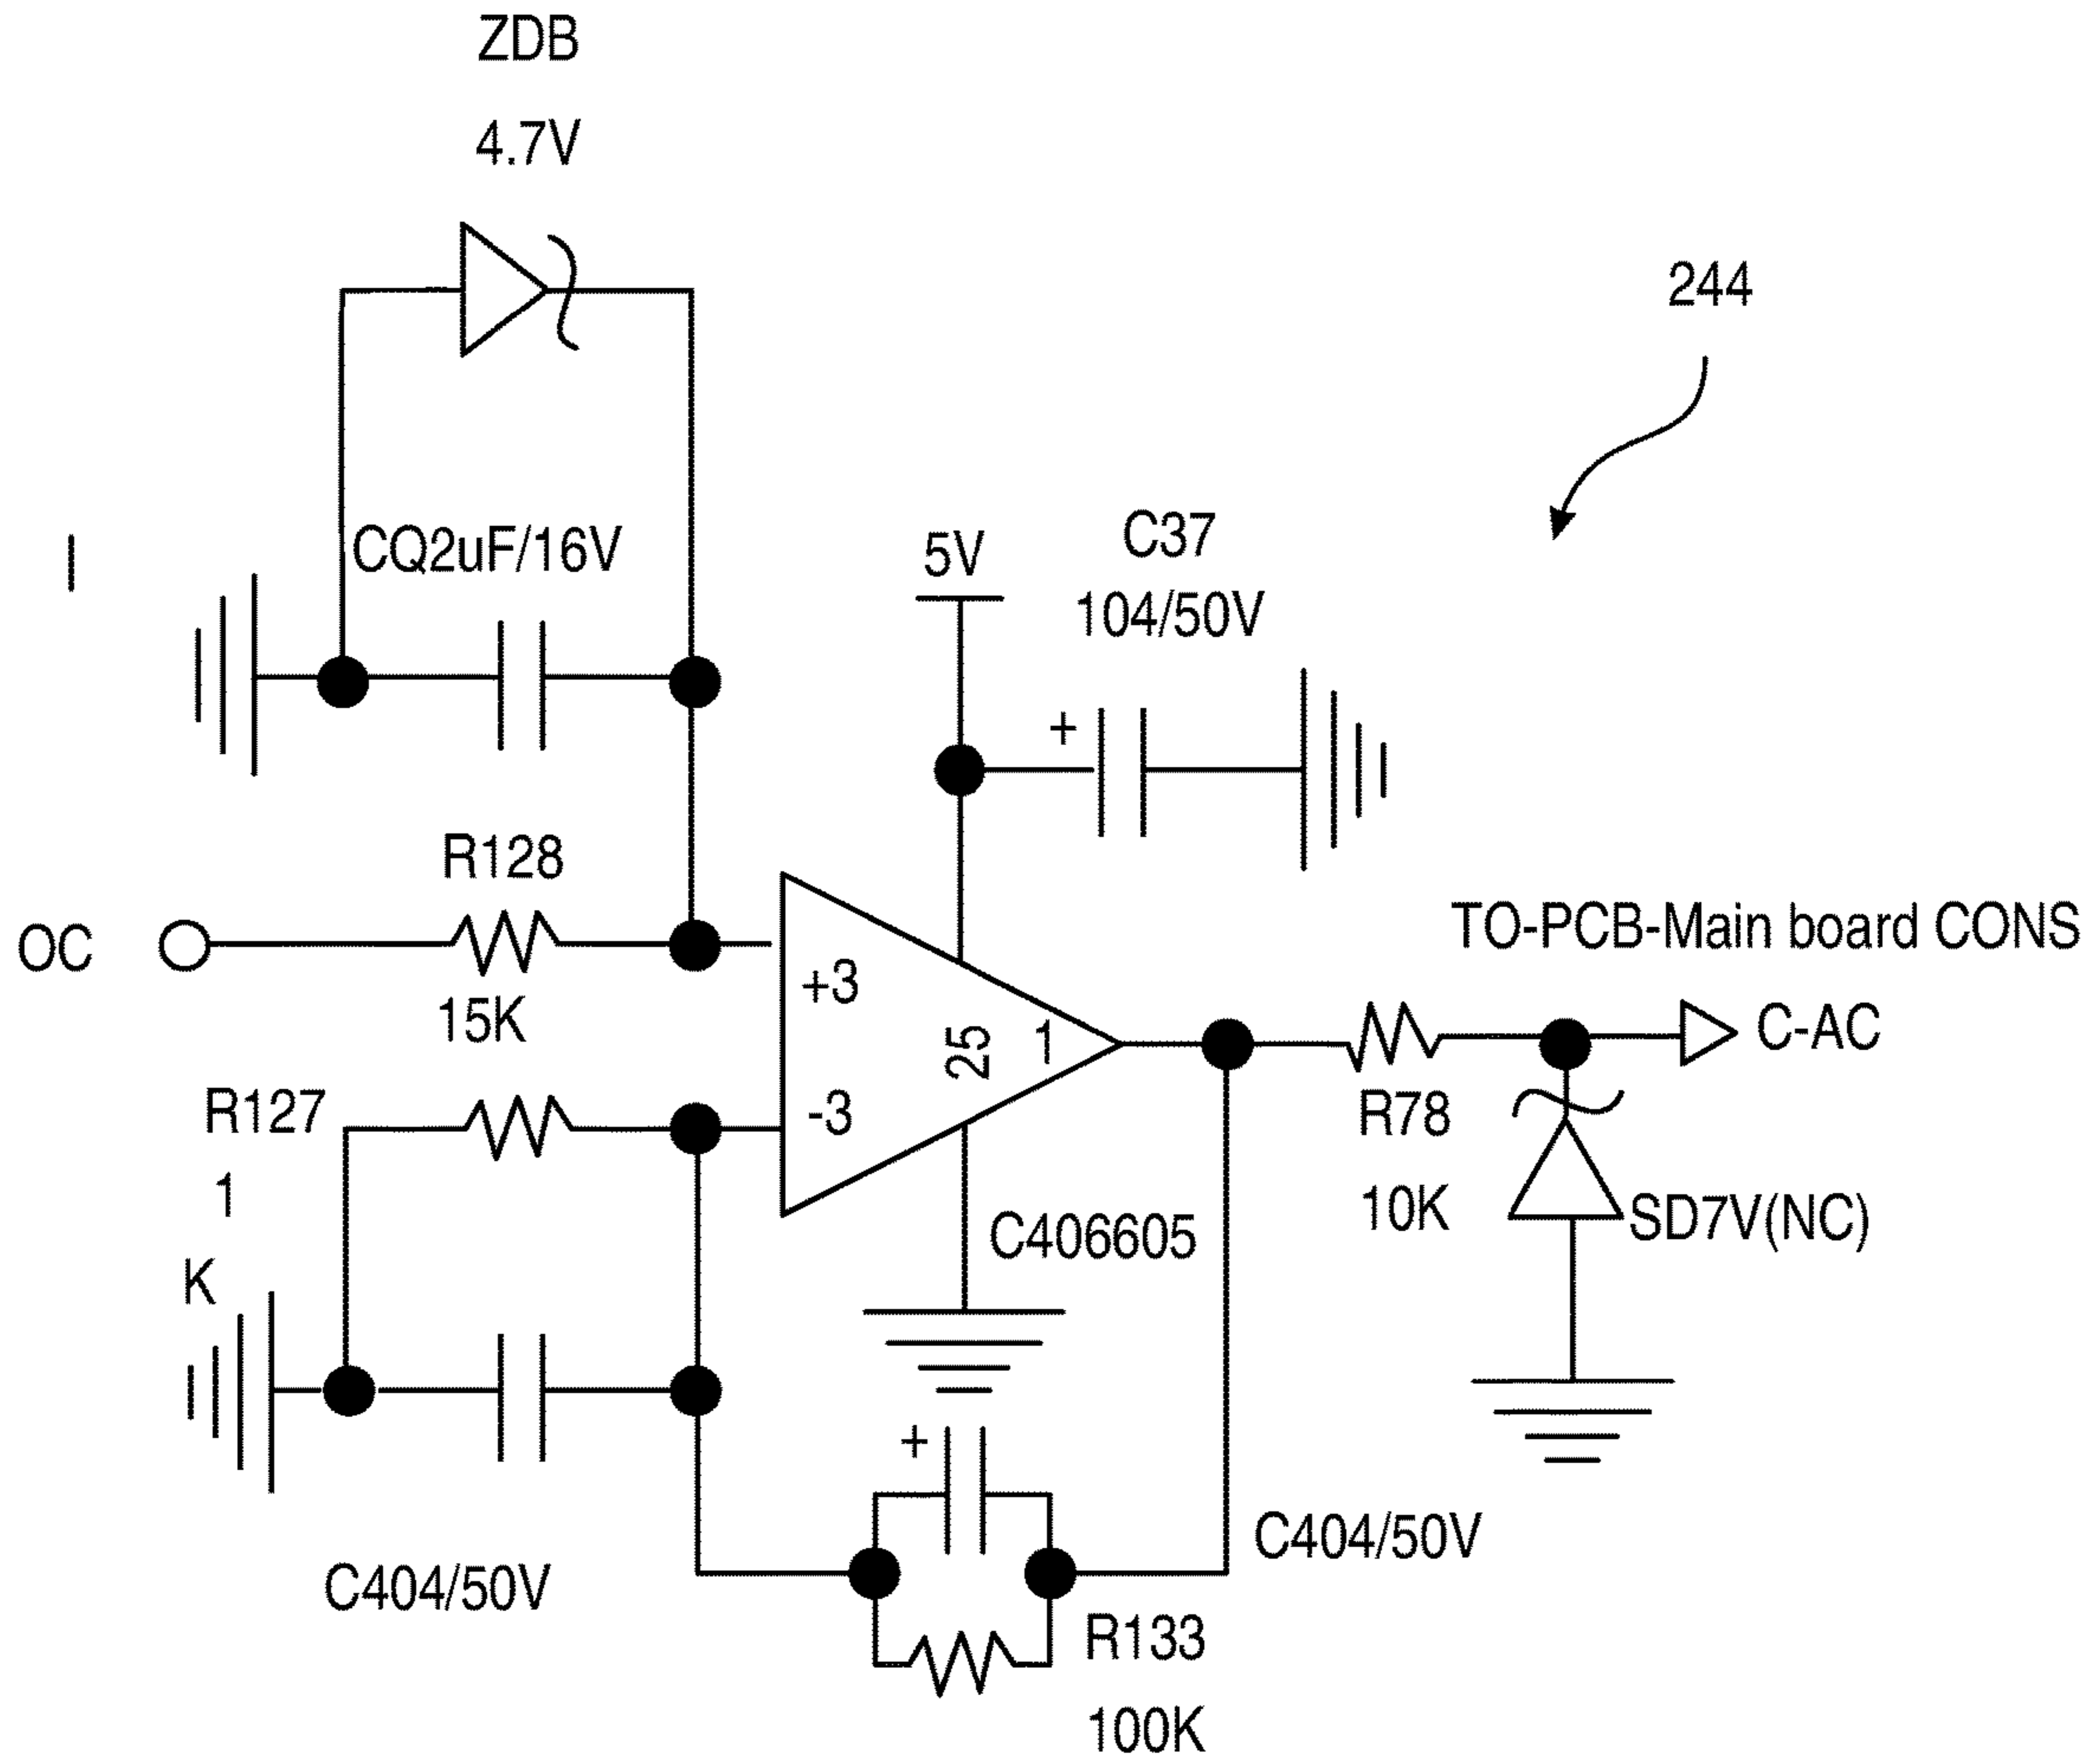 ZDB
4.7V
244
CQ2uF/16V
5V
C37
104/50V
+
R128
OC
15K
+3
-3
25
1
TO-PCB-Main board CONS
C-AC
R127
1
K
R78
10K
SD7V(NC)
C406605
+
C404/50V
C404/50V
R133
100K